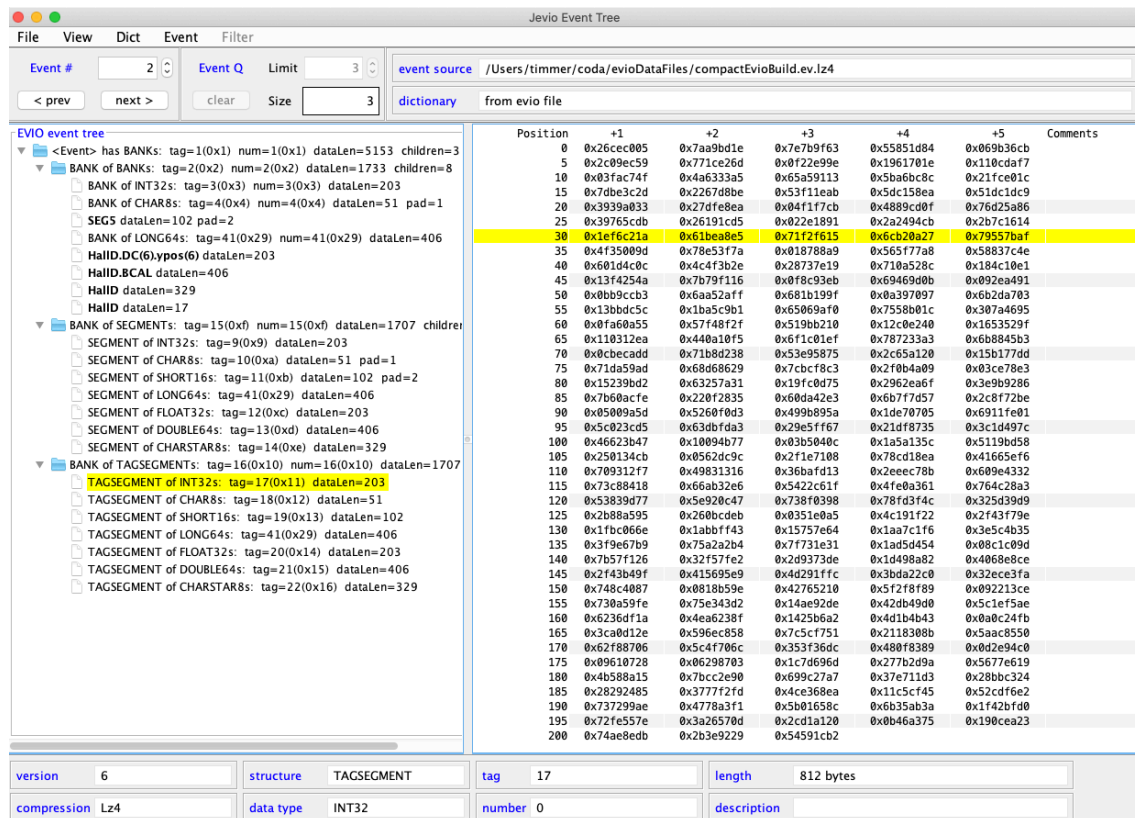 Jevio Event Tree
File View Dict Event Filter
Event # 2 Event Q Limit 3 event source /Users/timmer/coda/evioDataFiles/compactEvioBuild.ev.lz4
< prev next > clear Size 3 dictionary from evio file
EVIO event tree
<Event> has BANKs: tag=1(0x1) num=1(0x1) dataLen=5153 children=3
BANK of BANKs: tag=2(0x2) num=2(0x2) dataLen=1733 children=8
BANK of INT32s: tag=3(0x3) num=3(0x3) dataLen=203
BANK of CHAR8s: tag=4(0x4) num=4(0x4) dataLen=51 pad=1
SEG5 dataLen=102 pad=2
BANK of LONG64s: tag=41(0x29) num=41(0x29) dataLen=406
HallD.DC(6).ypos(6) dataLen=203
HallD.BCAL dataLen=406
HallD dataLen=329
HallD dataLen=17
BANK of SEGMENTs: tag=15(0xf) num=15(0xf) dataLen=1707 childrer
SEGMENT of INT32s: tag=9(0x9) dataLen=203
SEGMENT of CHAR8s: tag=10(0xa) dataLen=51 pad=1
SEGMENT of SHORT16s: tag=11(0xb) dataLen=102 pad=2
SEGMENT of LONG64s: tag=41(0x29) dataLen=406
SEGMENT of FLOAT32s: tag=12(0xc) dataLen=203
SEGMENT of DOUBLE64s: tag=13(0xd) dataLen=406
SEGMENT of CHARSTAR8s: tag=14(0xe) dataLen=329
BANK of TAGSEGMENTs: tag=16(0x10) num=16(0x10) dataLen=1707
TAGSEGMENT of INT32s: tag=17(0x11) dataLen=203
TAGSEGMENT of CHAR8s: tag=18(0x12) dataLen=51
TAGSEGMENT of SHORT16s: tag=19(0x13) dataLen=102
TAGSEGMENT of LONG64s: tag=41(0x29) dataLen=406
TAGSEGMENT of FLOAT32s: tag=20(0x14) dataLen=203
TAGSEGMENT of DOUBLE64s: tag=21(0x15) dataLen=406
TAGSEGMENT of CHARSTAR8s: tag=22(0x16) dataLen=329
Position +1 +2 +3 +4 +5 Comments
0 0x26cec005 0x7aa9bd1e 0x7e7b9f63 0x55851d84 0x069b36cb
5 0x2c09ec59 0x771ce26d 0x0f22e99e 0x1961701e 0x110cdaf7
10 0x03fac74f 0x4a6333a5 0x65a59113 0x5ba6bc8c 0x21fce01c
15 0x7dbe3c2d 0x2267d8be 0x53f11eab 0x5dc158ea 0x51dc1dc9
20 0x3939a033 0x27dfe8ea 0x04f1f7cb 0x4889cd0f 0x76d25a86
25 0x39765cdb 0x26191cd5 0x022e1891 0x2a2494cb 0x2b7c1614
30 0x1ef6c21a 0x61bea8e5 0x71f2f615 0x6cb20a27 0x79557baf
35 0x4f35009d 0x78e53f7a 0x018788a9 0x565f77a8 0x58837c4e
40 0x601d4c0c 0x4c4f3b2e 0x28737e19 0x710a528c 0x184c10e1
45 0x13f4254a 0x7b79f116 0x0f8c93eb 0x69469d0b 0x092ea491
50 0x0bb9ccb3 0x6aa52aff 0x681b199f 0x0a397097 0x6b2da703
55 0x13bbdc5c 0x1ba5c9b1 0x65069af0 0x7558b01c 0x307a4695
60 0x0fa60a55 0x57f48f2f 0x519bb210 0x12c0e240 0x1653529f
65 0x110312ea 0x440a10f5 0x6f1c01ef 0x787233a3 0x6b8845b3
70 0x0cbecadd 0x71b8d238 0x53e95875 0x2c65a120 0x15b177dd
75 0x71da59ad 0x68d68629 0x7cbcf8c3 0x2f0b4a09 0x03ce78e3
80 0x15239bd2 0x63257a31 0x19fc0d75 0x2962ea6f 0x3e9b9286
85 0x7b60acfe 0x220f2835 0x60da42e3 0x6b7f7d57 0x2c8f72be
90 0x05009a5d 0x5260f0d3 0x499b895a 0x1de70705 0x6911fe01
95 0x5c023cd5 0x63dbfda3 0x29e5ff67 0x21df8735 0x3c1d497c
100 0x46623b47 0x10094b77 0x03b5040c 0x1a5a135c 0x5119bd58
105 0x250134cb 0x0562dc9c 0x2f1e7108 0x78cd18ea 0x41665ef6
110 0x709312f7 0x49831316 0x36bafd13 0x2eeec78b 0x609e4332
115 0x73c88418 0x66ab32e6 0x5422c61f 0x4fe0a361 0x764c28a3
120 0x53839d77 0x5e920c47 0x738f0398 0x78fd3f4c 0x325d39d9
125 0x2b88a595 0x260bcdeb 0x0351e0a5 0x4c191f22 0x2f43f79e
130 0x1fbc066e 0x1abbff43 0x15757e64 0x1aa7c1f6 0x3e5c4b35
135 0x3f9e67b9 0x75a2a2b4 0x7f731e31 0x1ad5d454 0x08c1c09d
140 0x7b57f126 0x32f57fe2 0x2d9373de 0x1d498a82 0x4068e8ce
145 0x2f43b49f 0x415695e9 0x4d291ffc 0x3bda22c0 0x32ece3fa
150 0x748c4087 0x0818b59e 0x42765210 0x5f2f8f89 0x092213ce
155 0x730a59fe 0x75e343d2 0x14ae92de 0x42db49d0 0x5c1ef5ae
160 0x6236df1a 0x4ea6238f 0x1425b6a2 0x4d1b4b43 0x0a0c24fb
165 0x3ca0d12e 0x596ec858 0x7c5cf751 0x2118308b 0x5aac8550
170 0x62f88706 0x5c4f706c 0x353f36dc 0x480f8389 0x0d2e94c0
175 0x09610728 0x06298703 0x1c7d696d 0x277b2d9a 0x5677e619
180 0x4b588a15 0x7bcc2e90 0x699c27a7 0x37e711d3 0x28bbc324
185 0x28292485 0x3777f2fd 0x4ce368ea 0x11c5cf45 0x52cdf6e2
190 0x737299ae 0x4778a3f1 0x5b01658c 0x6b35ab3a 0x1f42bfd0
195 0x72fe557e 0x3a26570d 0x2cd1a120 0x0b46a375 0x190cea23
200 0x74ae8edb 0x2b3e9229 0x54591cb2
version 6 structure TAGSEGMENT tag 17 length 812 bytes
compression Lz4 data type INT32 number 0 description